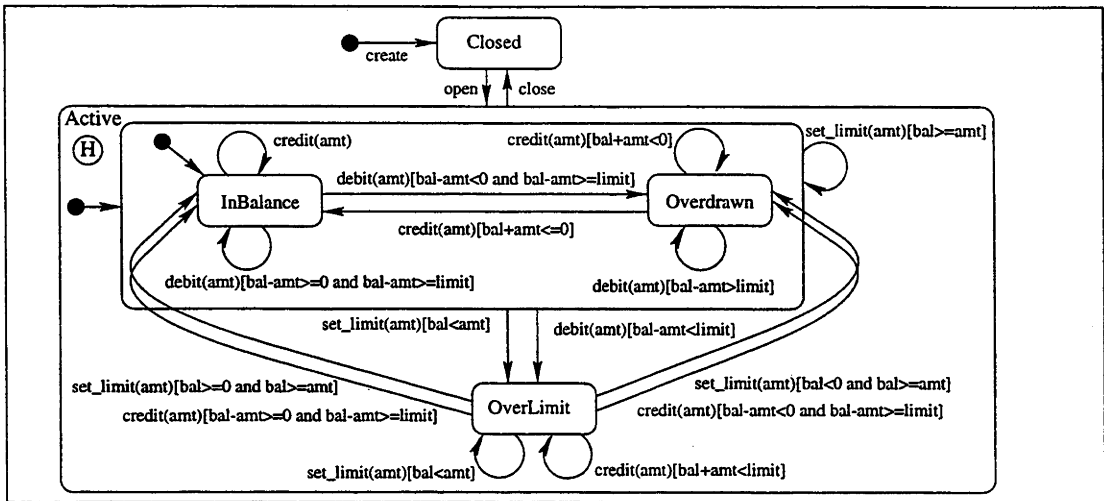 Closed
create
open
close
Active
H
credit(amt)
credit(amt)[bal+amt<0]
set_limit(amt)[bal>=amt]
debit(amt)[bal-amt<0 and bal-amt>=limit]
InBalance
Overdrawn
credit(amt)[bal+amt<=0]
debit(amt)[bal-amt>=0 and bal-amt>=limit]
debit(amt)[bal-amt>limit]
set_limit(amt)[bal<amt]
debit(amt)[bal-amt<limit]
set_limit(amt)[bal>=0 and bal>=amt]
set_limit(amt)[bal<0 and bal>=amt]
credit(amt)[bal-amt>=0 and bal-amt>=limit]
OverLimit
credit(amt)[bal-amt<0 and bal-amt>=limit]
set_limit(amt)[bal<amt]
credit(amt)[bal+amt<limit]